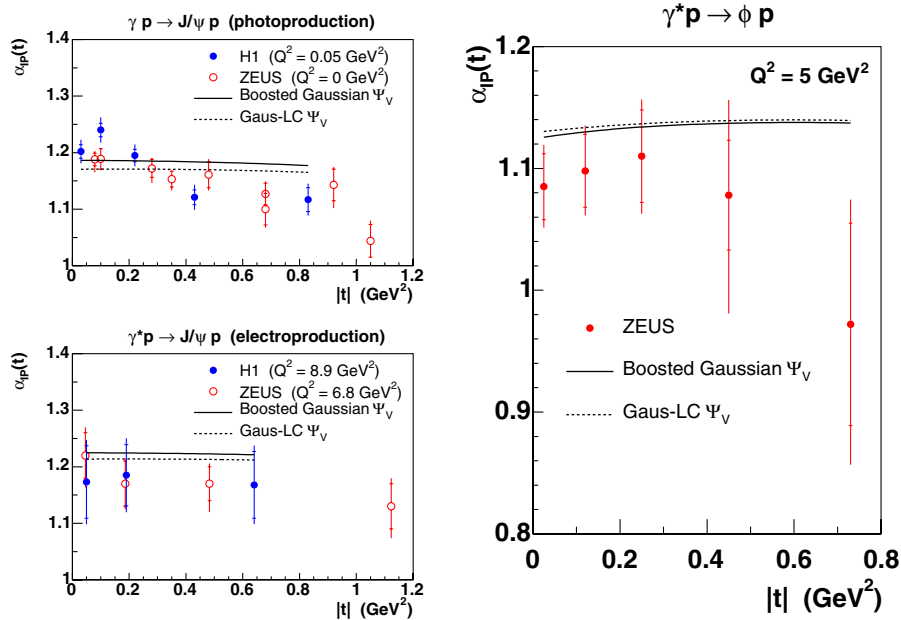 γ p → J/ψ p (photoproduction)
α_IP(t)
1.4
1.3
1.2
1.1
1
H1 (Q² = 0.05 GeV²)
ZEUS (Q² = 0 GeV²)
Boosted Gaussian Ψ_V
Gaus-LC Ψ_V
0 0.2 0.4 0.6 0.8 1 1.2
|t| (GeV²)
γ*p → J/ψ p (electroproduction)
α_IP(t)
1.4
1.3
1.2
1.1
1
H1 (Q² = 8.9 GeV²)
ZEUS (Q² = 6.8 GeV²)
Boosted Gaussian Ψ_V
Gaus-LC Ψ_V
0 0.2 0.4 0.6 0.8 1 1.2
|t| (GeV²)
γ*p → ϕ p
α_IP(t)
1.2
1.1
1
0.9
0.8
Q² = 5 GeV²
ZEUS
Boosted Gaussian Ψ_V
Gaus-LC Ψ_V
0 0.2 0.4 0.6 0.8
|t| (GeV²)